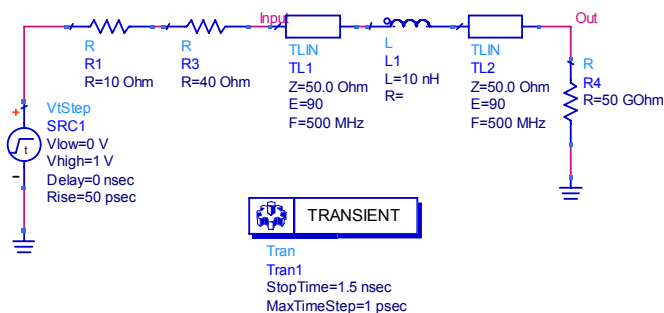 Input
Out
R
R1
R=10 Ohm
R
R3
R=40 Ohm
TLIN
TL1
Z=50.0 Ohm
E=90
F=500 MHz
L
L1
L=10 nH
R=
TLIN
TL2
Z=50.0 Ohm
E=90
F=500 MHz
R
R4
R=50 GOhm
+
t
-
VtStep
SRC1
Vlow=0 V
Vhigh=1 V
Delay=0 nsec
Rise=50 psec
TRANSIENT
Tran
Tran1
StopTime=1.5 nsec
MaxTimeStep=1 psec